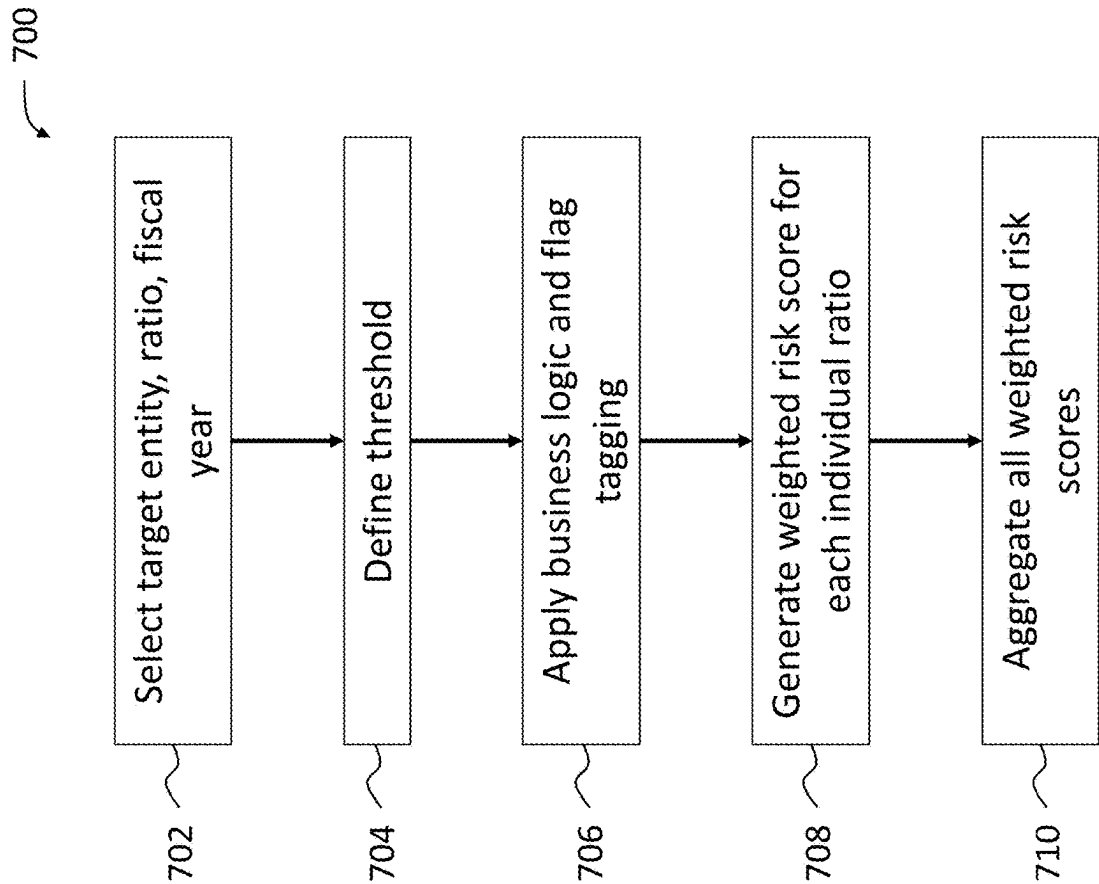 700
702
Select target entity, ratio, fiscal
year
704
Define threshold
706
Apply business logic and flag
tagging
708
Generate weighted risk score for
each individual ratio
710
Aggregate all weighted risk
scores